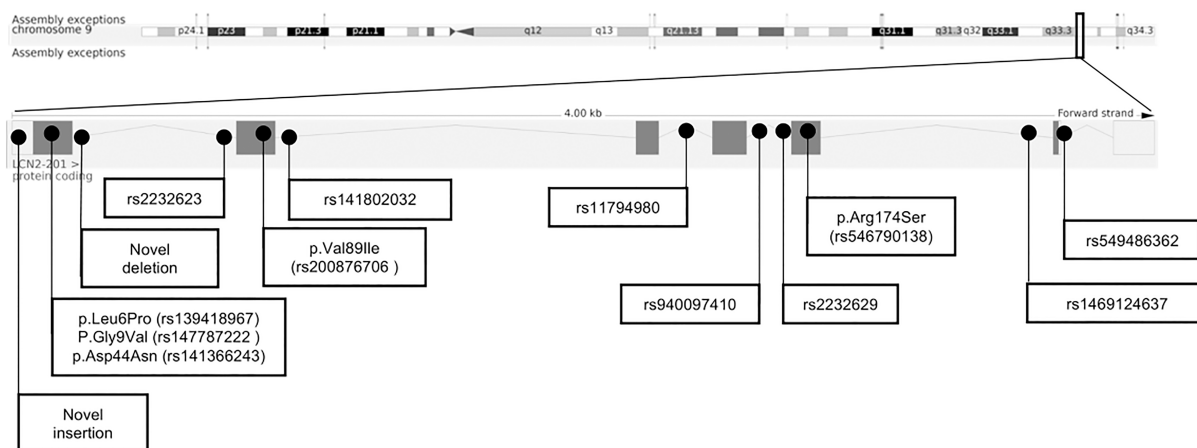 Assembly exceptions
chromosome 9
p24.1 p23 p21.3 p21.1 q12 q13 q21.13 q31.1 q31.3 q32 q33.1 q33.3 q34.3
Assembly exceptions
4.00 kb
Forward strand
LCN2-201 >
protein coding
rs2232623
rs141802032
rs11794980
p.Arg174Ser
(rs546790138)
rs549486362
Novel
deletion
p.Val89Ile
(rs200876706 )
rs940097410
rs2232629
rs1469124637
p.Leu6Pro (rs139418967)
P.Gly9Val (rs147787222 )
p.Asp44Asn (rs141366243)
Novel
insertion